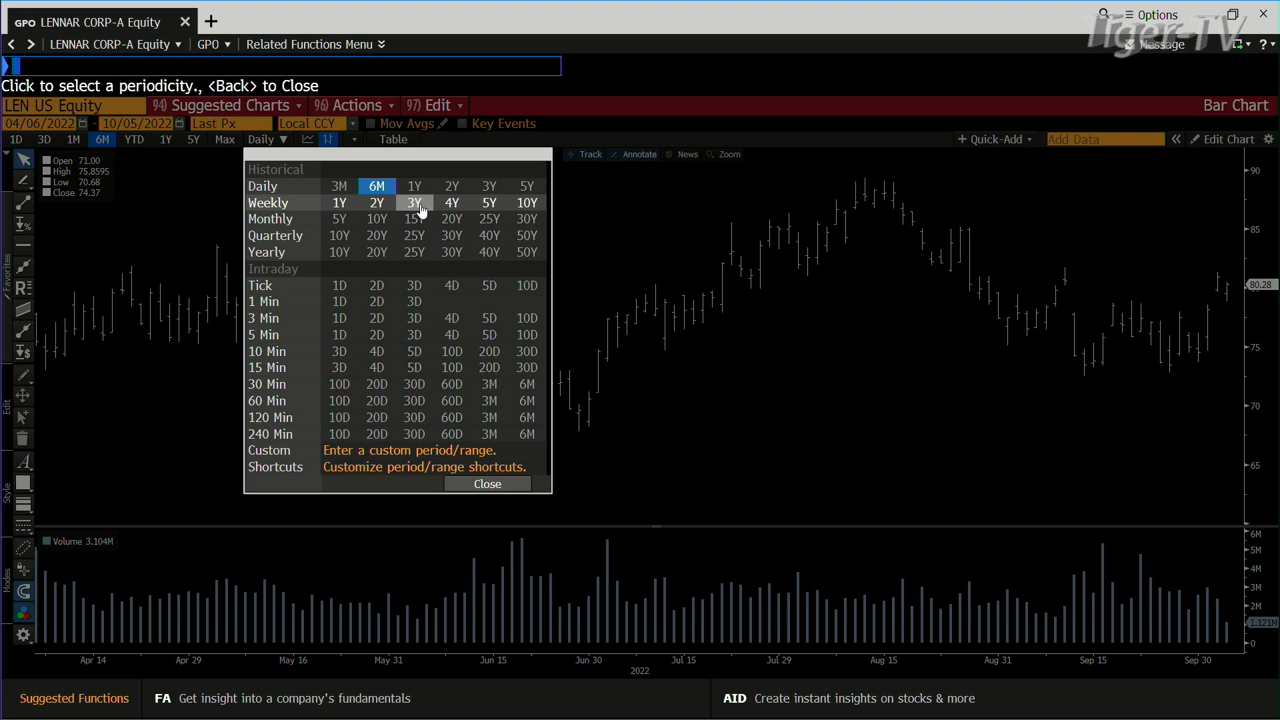 GPO LENNAR CORP-A Equity
Options
Tiger-TV
LENNAR CORP-A Equity GPO Related Functions Menu
Message ?
Click to select a periodicity., <Back> to Close
LEN US Equity 94) Suggested Charts 96) Actions 97) Edit Bar Chart
04/06/2022 - 10/05/2022 Last Px Local CCY Mov Avgs Key Events
1D 3D 1M 6M YTD 1Y 5Y Max Daily Table + Quick-Add Add Data Edit Chart
Track Annotate News Zoom
Open 71.00
High 75.8595
Low 70.68
Close 74.37
Historical
Daily 3M 6M 1Y 2Y 3Y 5Y
Weekly 1Y 2Y 3Y 4Y 5Y 10Y
Monthly 5Y 10Y 15Y 20Y 25Y 30Y
Quarterly 10Y 20Y 25Y 30Y 40Y 50Y
Yearly 10Y 20Y 25Y 30Y 40Y 50Y
Intraday
Tick 1D 2D 3D 4D 5D 10D
1 Min 1D 2D 3D
3 Min 1D 2D 3D 4D 5D 10D
5 Min 1D 2D 3D 4D 5D 10D
10 Min 3D 4D 5D 10D 20D 30D
15 Min 3D 4D 5D 10D 20D 30D
30 Min 10D 20D 30D 60D 3M 6M
60 Min 10D 20D 30D 60D 3M 6M
120 Min 10D 20D 30D 60D 3M 6M
240 Min 10D 20D 30D 60D 3M 6M
Custom Enter a custom period/range.
Shortcuts Customize period/range shortcuts.
Close
90
85
80.28
75
70
65
Favorites
Edit
Style
Modes
Volume 3.104M
6M
5M
4M
3M
2M
1.121M
0
Apr 14 Apr 29 May 16 May 31 Jun 15 Jun 30 Jul 15 Jul 29 Aug 15 Aug 31 Sep 15 Sep 30
2022
Suggested Functions FA Get insight into a company's fundamentals AID Create instant insights on stocks & more